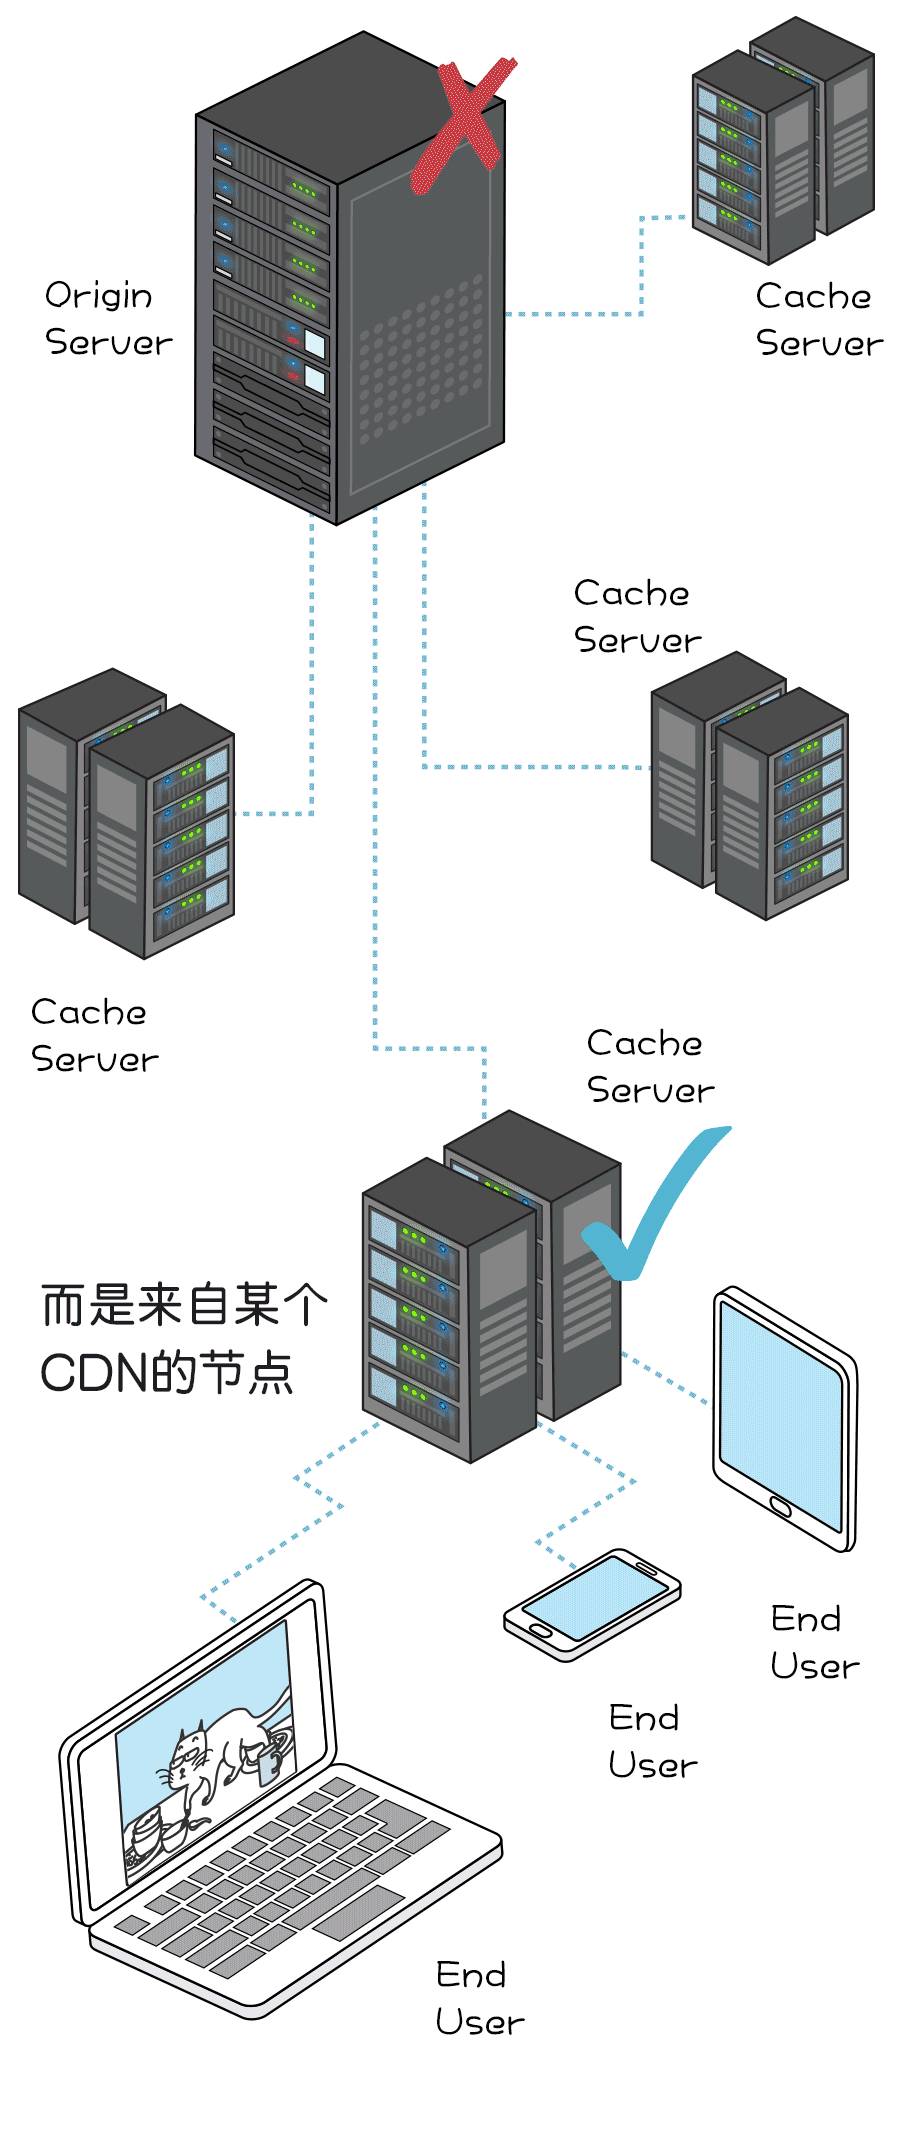 Origin
Server
Cache
Server
Cache
Server
Cache
Server
Cache
Server
而是来自某个
CDN的节点
End
User
End
User
End
User